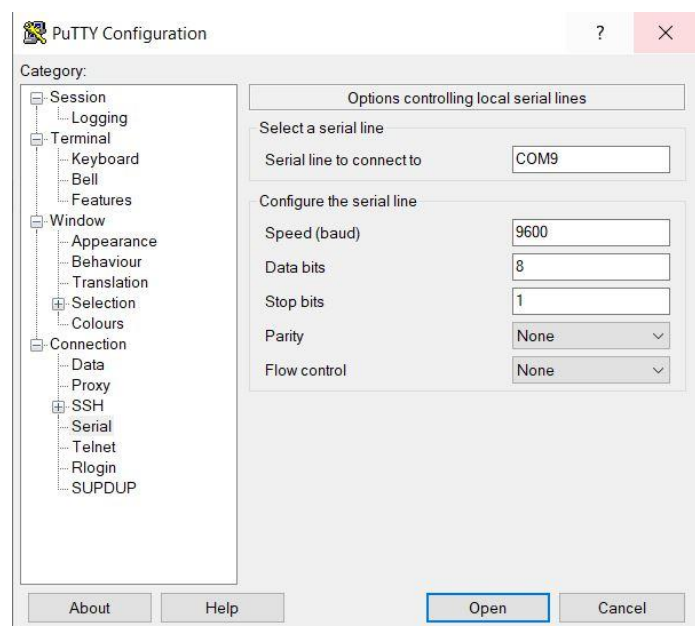 PuTTY Configuration ? ×
Category:
Session
Logging
Terminal
Keyboard
Bell
Features
Window
Appearance
Behaviour
Translation
Selection
Colours
Connection
Data
Proxy
SSH
Serial
Telnet
Rlogin
SUPDUP
Options controlling local serial lines
Select a serial line
Serial line to connect to COM9
Configure the serial line
Speed (baud) 9600
Data bits 8
Stop bits 1
Parity None
Flow control None
About Help Open Cancel